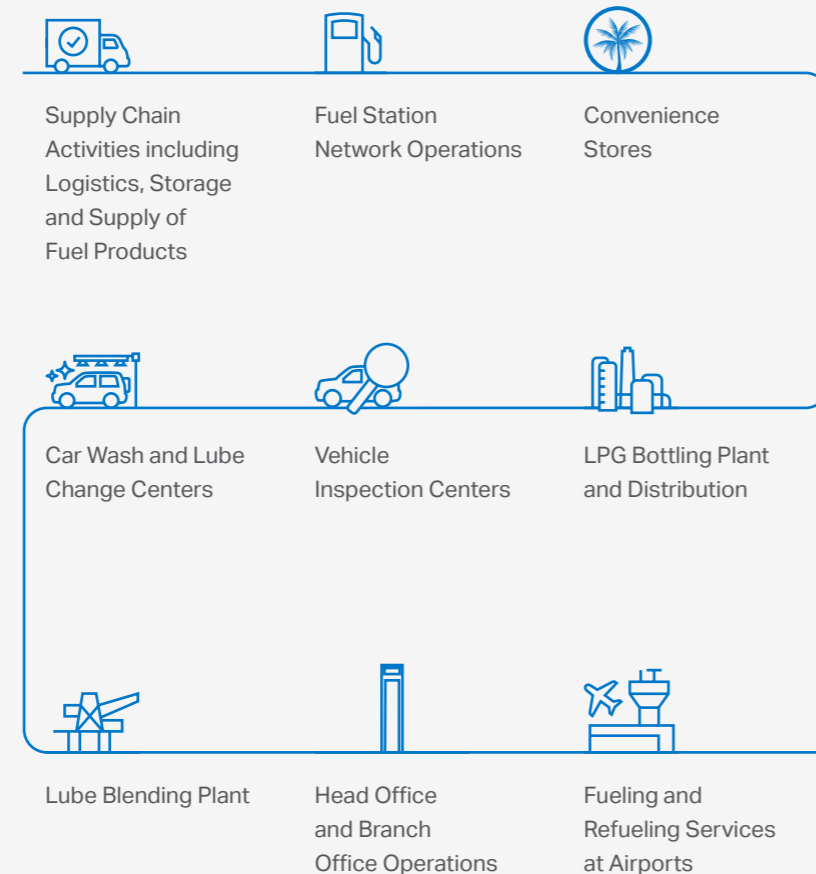 Supply Chain
Activities including
Logistics, Storage
and Supply of
Fuel Products
Fuel Station
Network Operations
Convenience
Stores
Car Wash and Lube
Change Centers
Vehicle
Inspection Centers
LPG Bottling Plant
and Distribution
Lube Blending Plant
Head Office
and Branch
Office Operations
Fueling and
Refueling Services
at Airports